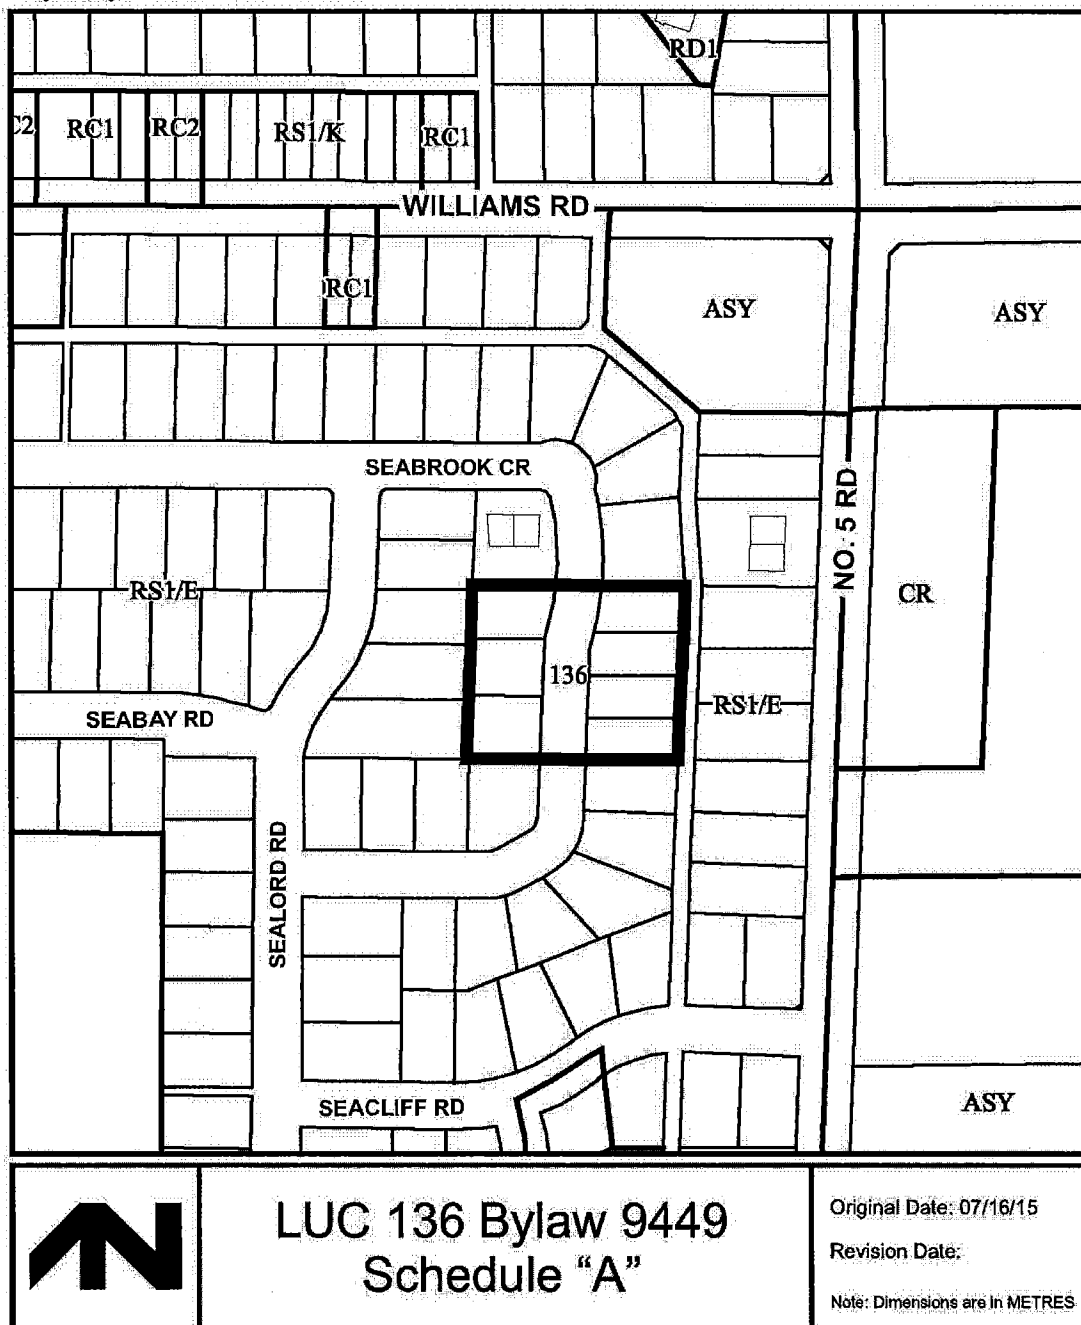 RD1
C2 RC1 RC2 RS1/K RC1
WILLIAMS RD
RC1
ASY
ASY
SEABROOK CR
NO. 5 RD
CR
RS1/E
136
RS1/E
SEABAY RD
SEALORD RD
SEACLIFF RD
ASY
LUC 136 Bylaw 9449
Schedule “A”
Original Date: 07/16/15
Revision Date:
Note: Dimensions are in METRES